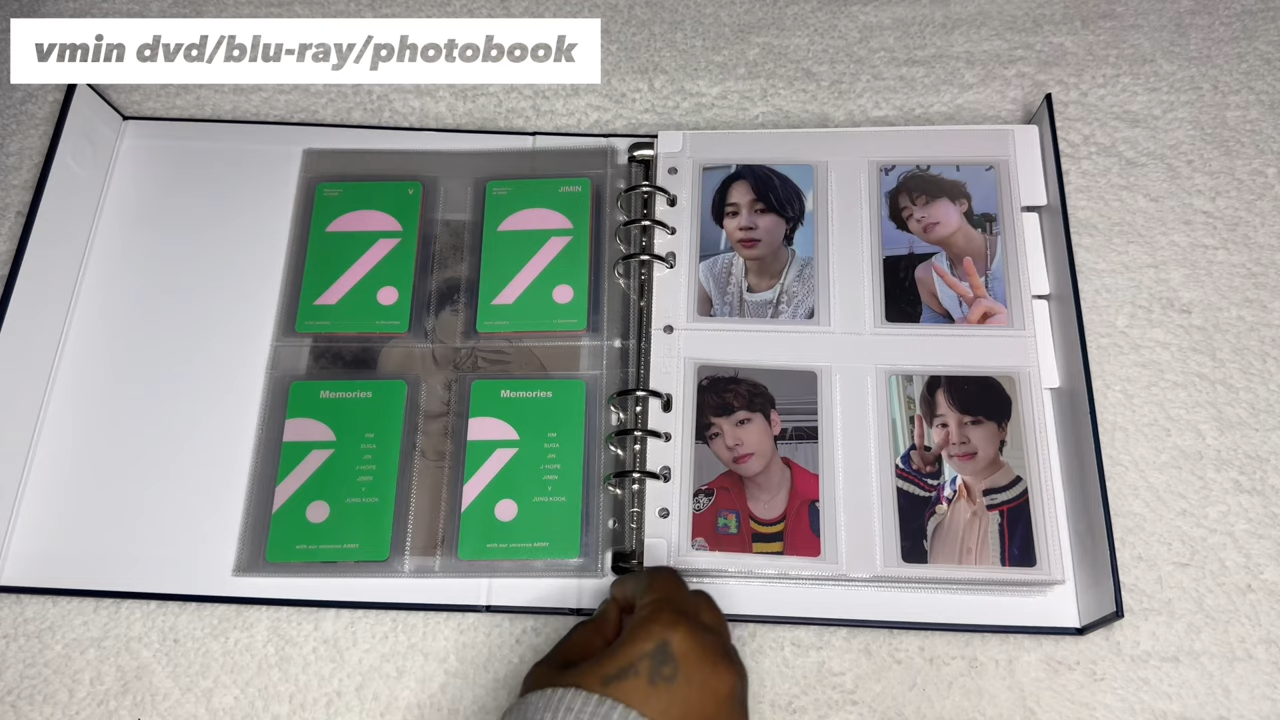 vmin dvd/blu-ray/photobook
V
JIMIN
Memories
RM
SUGA
JIN
J-HOPE
JIMIN
V
JUNG KOOK
with our universe ARMY
Memories
RM
SUGA
JIN
J-HOPE
JIMIN
V
JUNG KOOK
with our universe ARMY